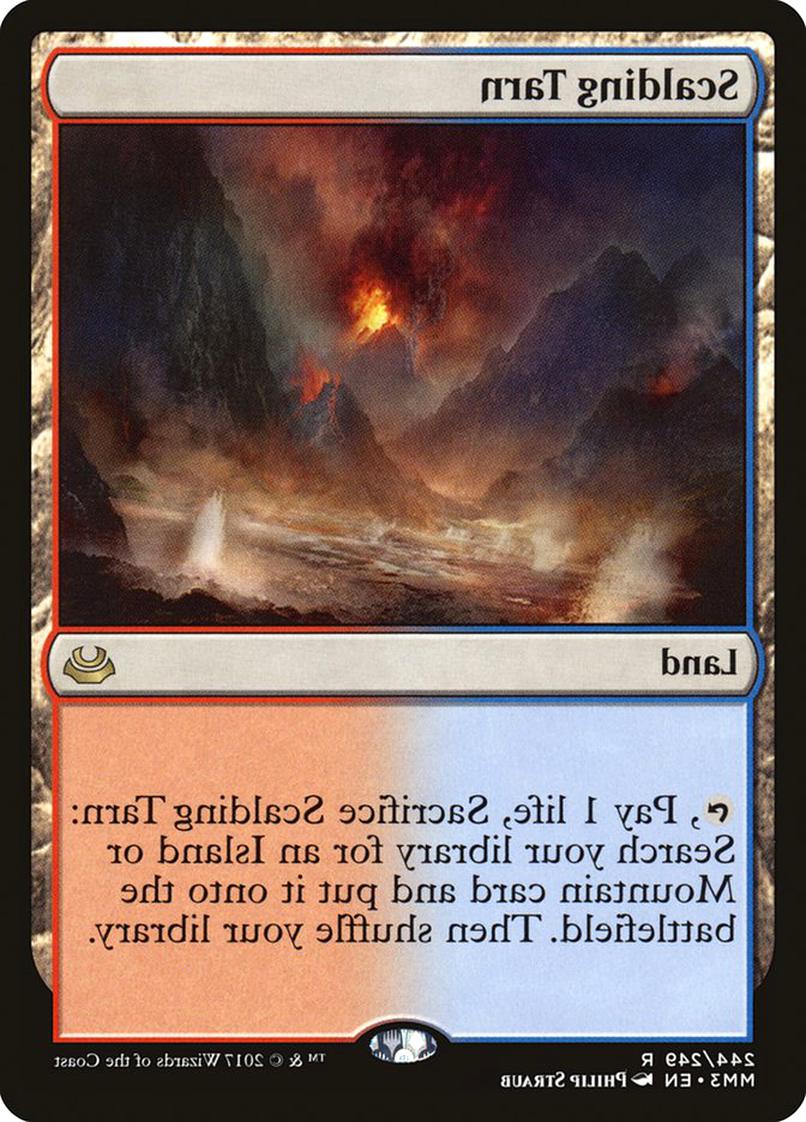 Scalding Tarn
Land
, Pay 1 life, Sacrifice Scalding Tarn:
Search your library for an Island or
Mountain card and put it onto the
battlefield. Then shuffle your library.
244/249 R
MM3 • EN PHILIP STRAUB
™ & © 2017 Wizards of the Coast